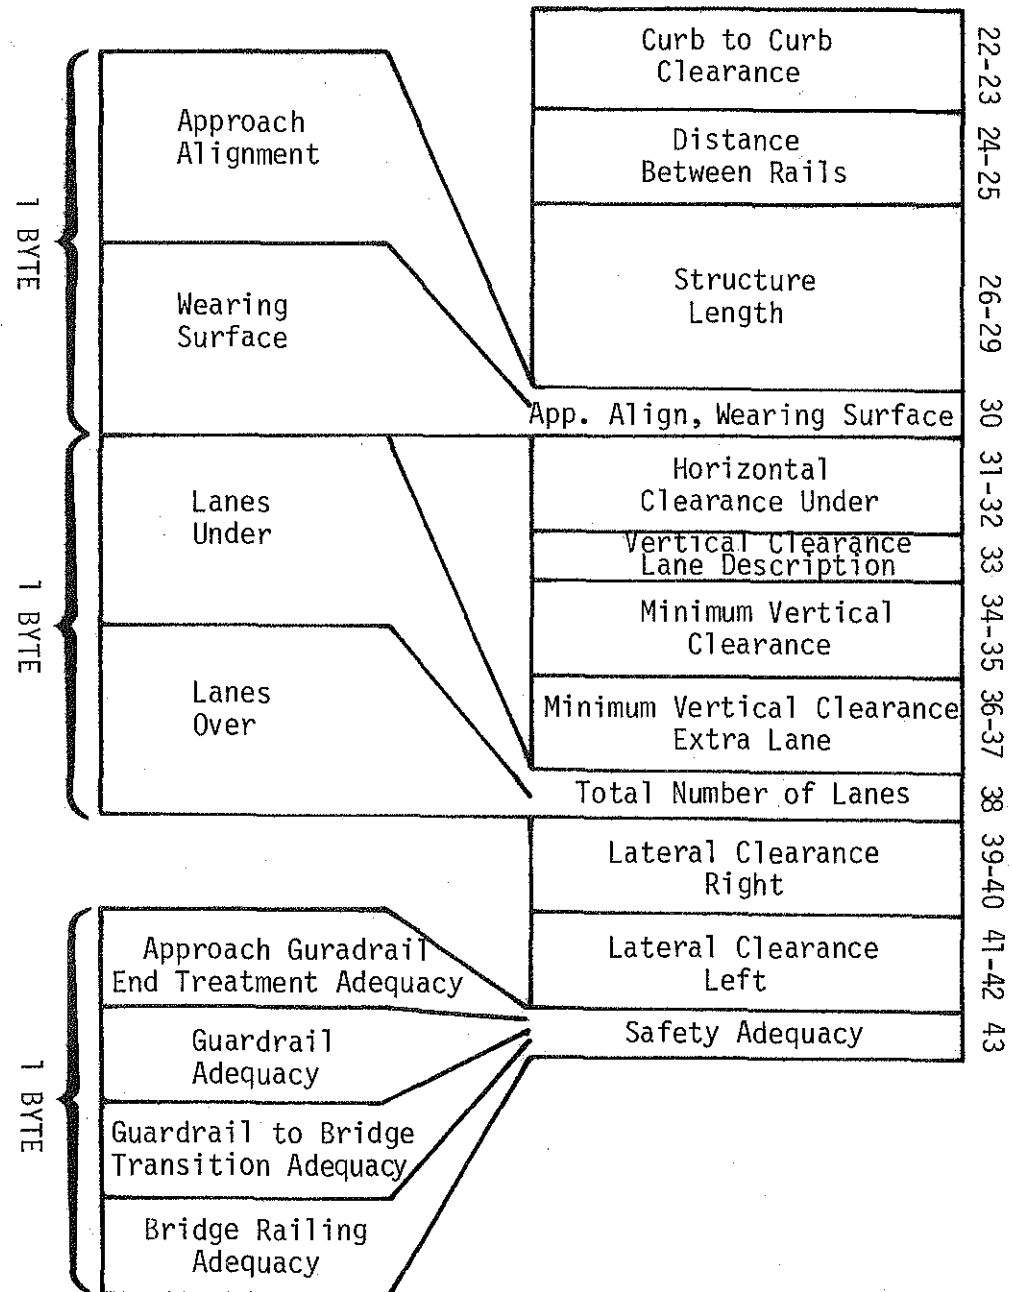 Curb to Curb
Clearance
22-23
Distance
Between Rails
24-25
Structure
Length
26-29
App. Align, Wearing Surface
30
Horizontal
Clearance Under
31-32
Vertical Clearance
Lane Description
33
Minimum Vertical
Clearance
34-35
Minimum Vertical Clearance
Extra Lane
36-37
Total Number of Lanes
38
Lateral Clearance
Right
39-40
Lateral Clearance
Left
41-42
Safety Adequacy
43
1 BYTE
Approach
Alignment
Wearing
Surface
1 BYTE
Lanes
Under
Lanes
Over
1 BYTE
Approach Guradrail
End Treatment Adequacy
Guardrail
Adequacy
Guardrail to Bridge
Transition Adequacy
Bridge Railing
Adequacy